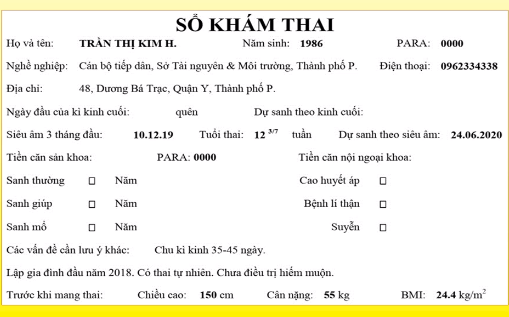 SỔ KHÁM THAI
Họ và tên: TRẦN THỊ KIM H. Năm sinh: 1986 PARA: 0000
Nghề nghiệp: Cán bộ tiếp dân, Sở Tài nguyên & Môi trường, Thành phố P. Điện thoại: 0962334338
Địa chỉ: 48, Dương Bá Trạc, Quận Y, Thành phố P.
Ngày đầu của kì kinh cuối: quên Dự sanh theo kinh cuối:
Siêu âm 3 tháng đầu: 10.12.19 Tuổi thai: 12 3/7 tuần Dự sanh theo siêu âm: 24.06.2020
Tiền căn sản khoa: PARA: 0000 Tiền căn nội ngoại khoa:
Sanh thường □ Năm Cao huyết áp □
Sanh giúp □ Năm Bệnh lí thận □
Sanh mổ □ Năm Suyễn □
Các vấn đề cần lưu ý khác: Chu kì kinh 35-45 ngày.
Lập gia đình đầu năm 2018. Có thai tự nhiên. Chưa điều trị hiếm muộn.
Trước khi mang thai: Chiều cao: 150 cm Cân nặng: 55 kg BMI: 24.4 kg/m²